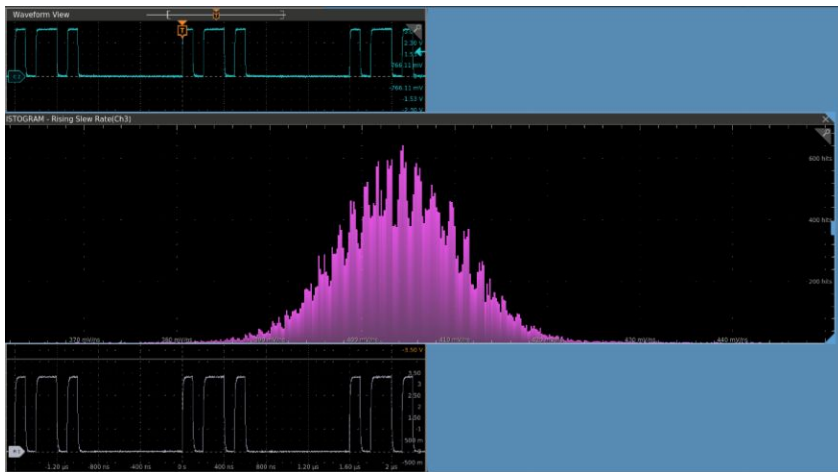 Waveform View
2.30 V
766.11 mV
-766.11 mV
-1.53 V
-2.30 V
ISTOGRAM - Rising Slew Rate(Ch3)
600 hits
400 hits
200 hits
370 mV/ns 380 mV/ns 400 mV/ns 410 mV/ns 430 mV/ns 440 mV/ns
-3.50 V
3.50
3
2.50
2
1.50
1
500 m
-500 m
-1.20 µs -800 ns -400 ns 0 s 400 ns 800 ns 1.20 µs 1.60 µs 2 µs